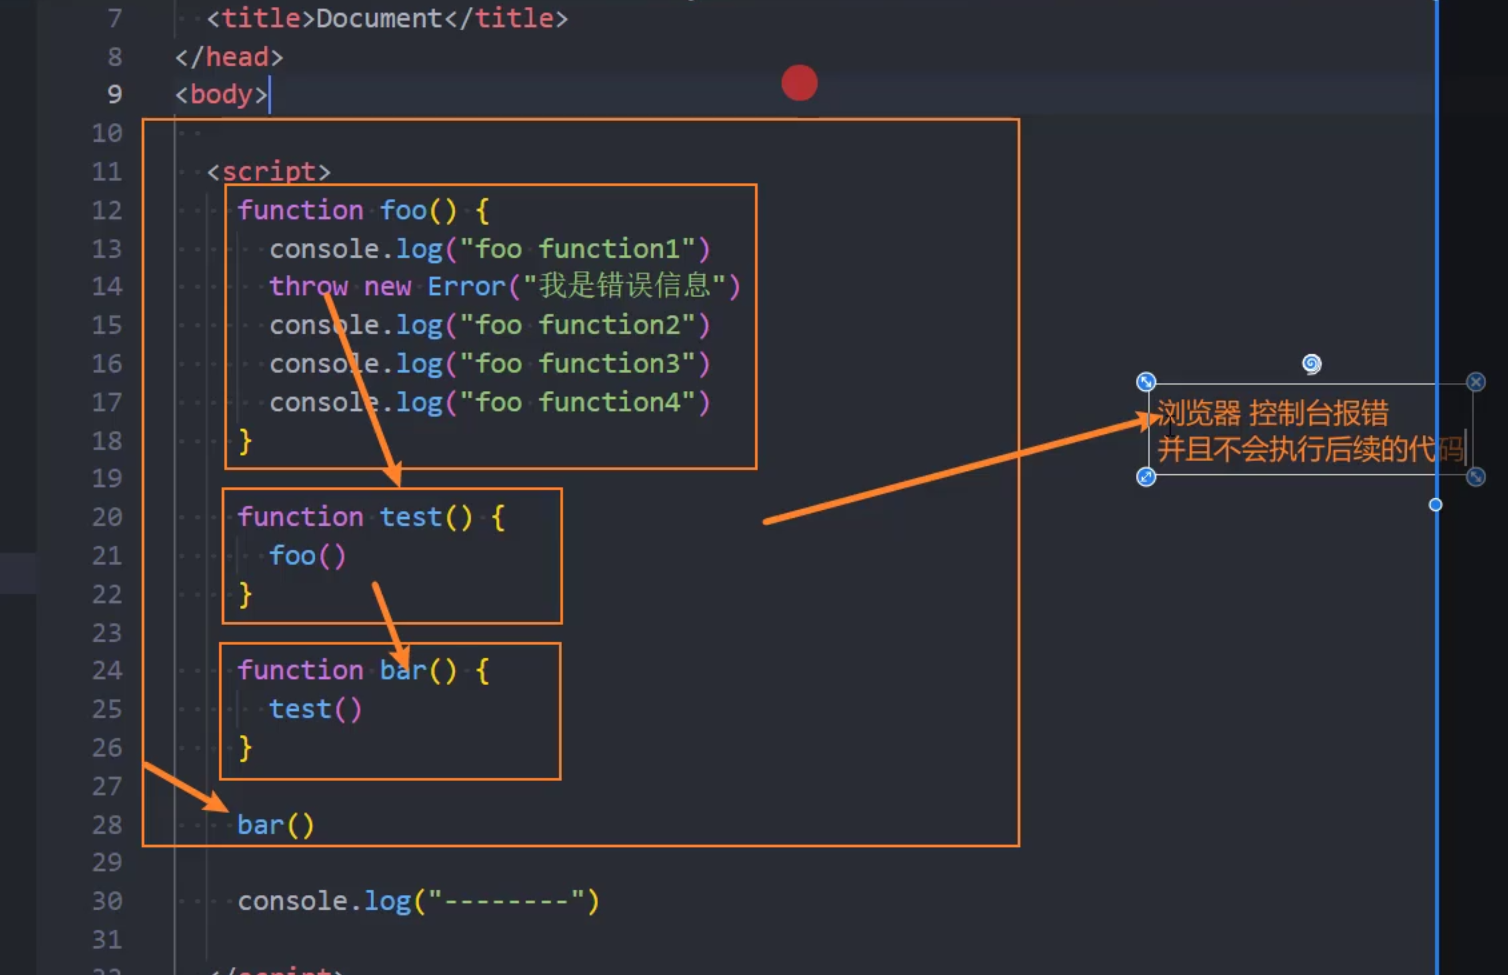 7 <title>Document</title>
8 </head>
9 <body>
10
11 <script>
12 function foo() {
13 console.log("foo function1")
14 throw new Error("我是错误信息")
15 console.log("foo function2")
16 console.log("foo function3")
17 console.log("foo function4")
18 }
19
20 function test() {
21 foo()
22 }
23
24 function bar() {
25 test()
26 }
27
28 bar()
29
30 console.log("--------")
31
浏览器 控制台报错
并且不会执行后续的代码